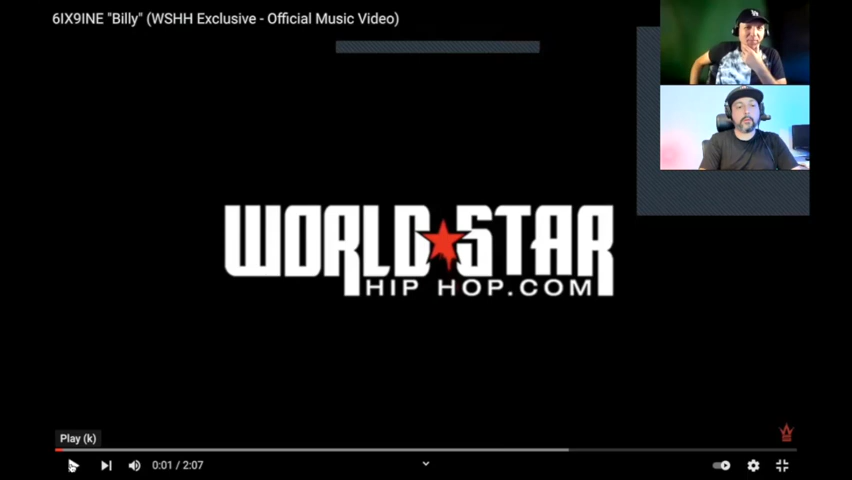 6IX9INE "Billy" (WSHH Exclusive - Official Music Video)
WORLD STAR
HIP HOP.COM
Play (k)
0:01 / 2:07